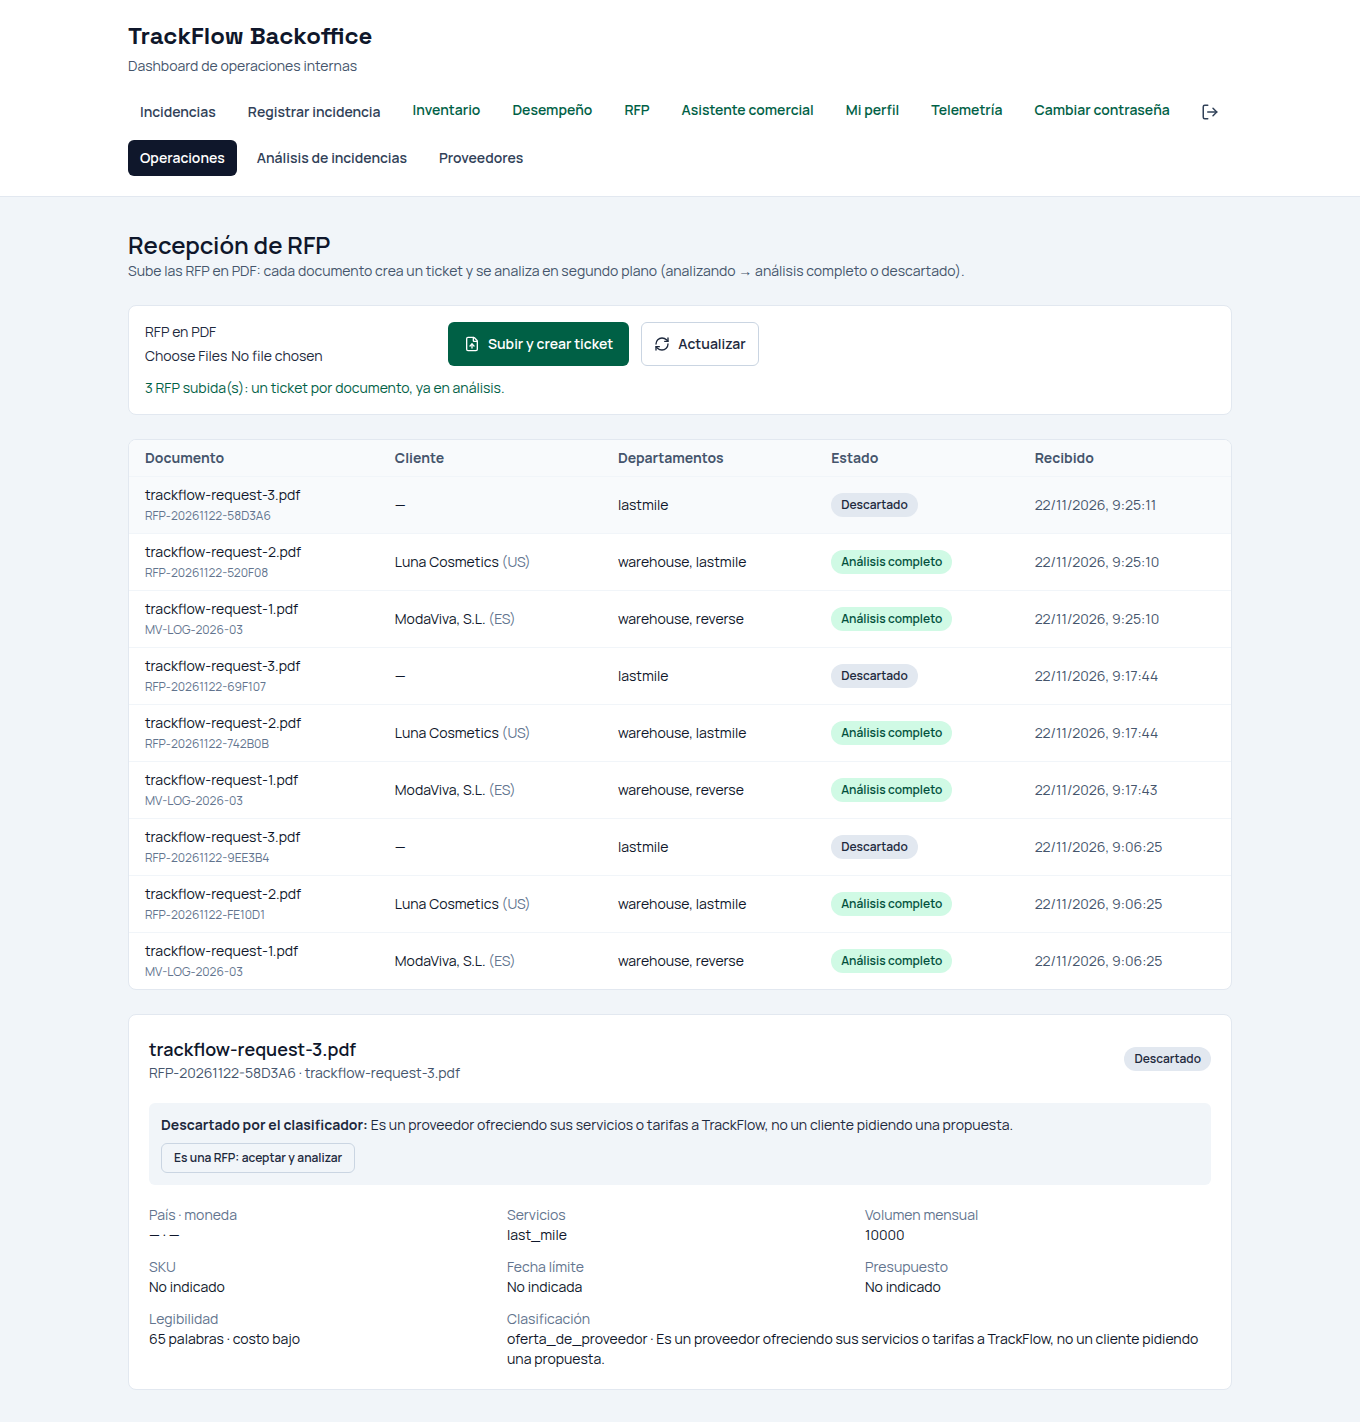 TrackFlow Backoffice
Dashboard de operaciones internas
Incidencias Registrar incidencia Inventario Desempeño RFP Asistente comercial Mi perfil Telemetría Cambiar contraseña
Operaciones Análisis de incidencias Proveedores
Recepción de RFP
Sube las RFP en PDF: cada documento crea un ticket y se analiza en segundo plano (analizando → análisis completo o descartado).
RFP en PDF
Choose Files No file chosen
Subir y crear ticket Actualizar
3 RFP subida(s): un ticket por documento, ya en análisis.
Documento Cliente Departamentos Estado Recibido
trackflow-request-3.pdf
RFP-20261122-58D3A6
— lastmile Descartado 22/11/2026, 9:25:11
trackflow-request-2.pdf
RFP-20261122-520F08
Luna Cosmetics (US) warehouse, lastmile Análisis completo 22/11/2026, 9:25:10
trackflow-request-1.pdf
MV-LOG-2026-03
ModaViva, S.L. (ES) warehouse, reverse Análisis completo 22/11/2026, 9:25:10
trackflow-request-3.pdf
RFP-20261122-69F107
— lastmile Descartado 22/11/2026, 9:17:44
trackflow-request-2.pdf
RFP-20261122-742B0B
Luna Cosmetics (US) warehouse, lastmile Análisis completo 22/11/2026, 9:17:44
trackflow-request-1.pdf
MV-LOG-2026-03
ModaViva, S.L. (ES) warehouse, reverse Análisis completo 22/11/2026, 9:17:43
trackflow-request-3.pdf
RFP-20261122-9EE3B4
— lastmile Descartado 22/11/2026, 9:06:25
trackflow-request-2.pdf
RFP-20261122-FE10D1
Luna Cosmetics (US) warehouse, lastmile Análisis completo 22/11/2026, 9:06:25
trackflow-request-1.pdf
MV-LOG-2026-03
ModaViva, S.L. (ES) warehouse, reverse Análisis completo 22/11/2026, 9:06:25
trackflow-request-3.pdf
RFP-20261122-58D3A6 · trackflow-request-3.pdf
Descartado
Descartado por el clasificador: Es un proveedor ofreciendo sus servicios o tarifas a TrackFlow, no un cliente pidiendo una propuesta.
Es una RFP: aceptar y analizar
País · moneda
— · —
Servicios
last_mile
Volumen mensual
10000
SKU
No indicado
Fecha límite
No indicada
Presupuesto
No indicado
Legibilidad
65 palabras · costo bajo
Clasificación
oferta_de_proveedor · Es un proveedor ofreciendo sus servicios o tarifas a TrackFlow, no un cliente pidiendo
una propuesta.